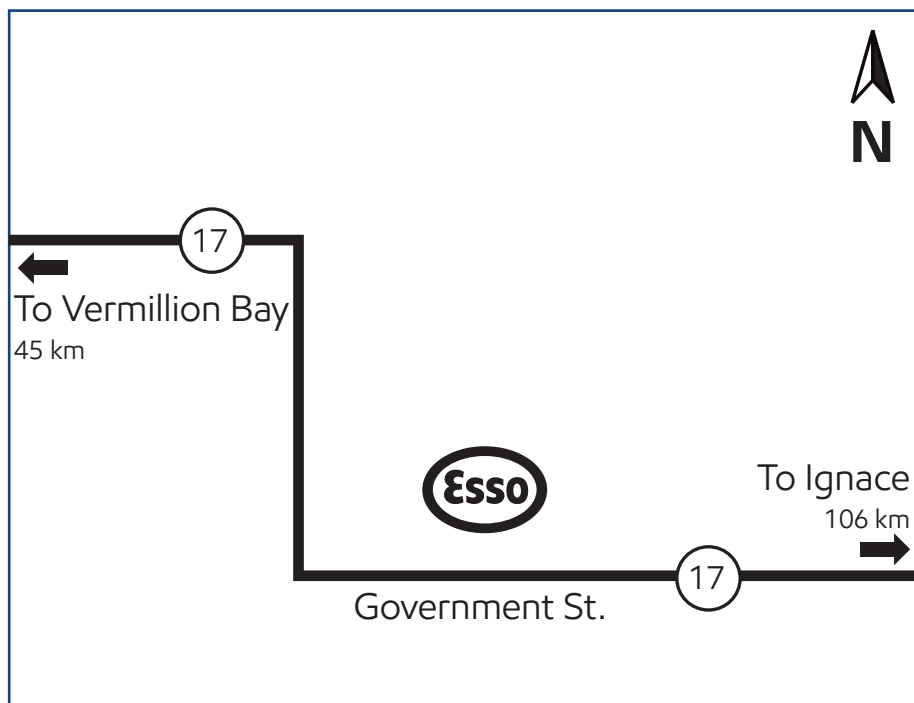 N
17
To Vermillion Bay
45 km
Esso
To Ignace
106 km
17
Government St.